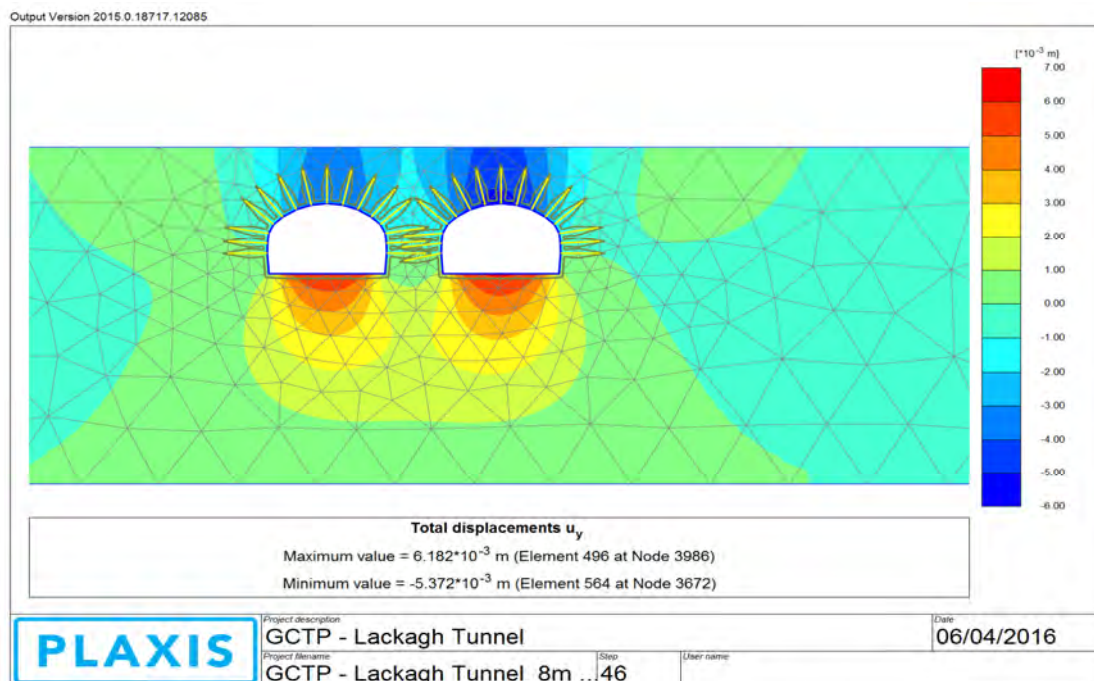 Output Version 2015.0.18717.12085
[*10-3 m]
7.00
6.00
5.00
4.00
3.00
2.00
1.00
0.00
-1.00
-2.00
-3.00
-4.00
-5.00
-6.00
Total displacements uy
Maximum value = 6.182*10-3 m (Element 496 at Node 3986)
Minimum value = -5.372*10-3 m (Element 564 at Node 3672)
PLAXIS
Project description
GCTP - Lackagh Tunnel
Date
06/04/2016
Project filename
GCTP - Lackagh Tunnel_8m ...
Step
46
User name